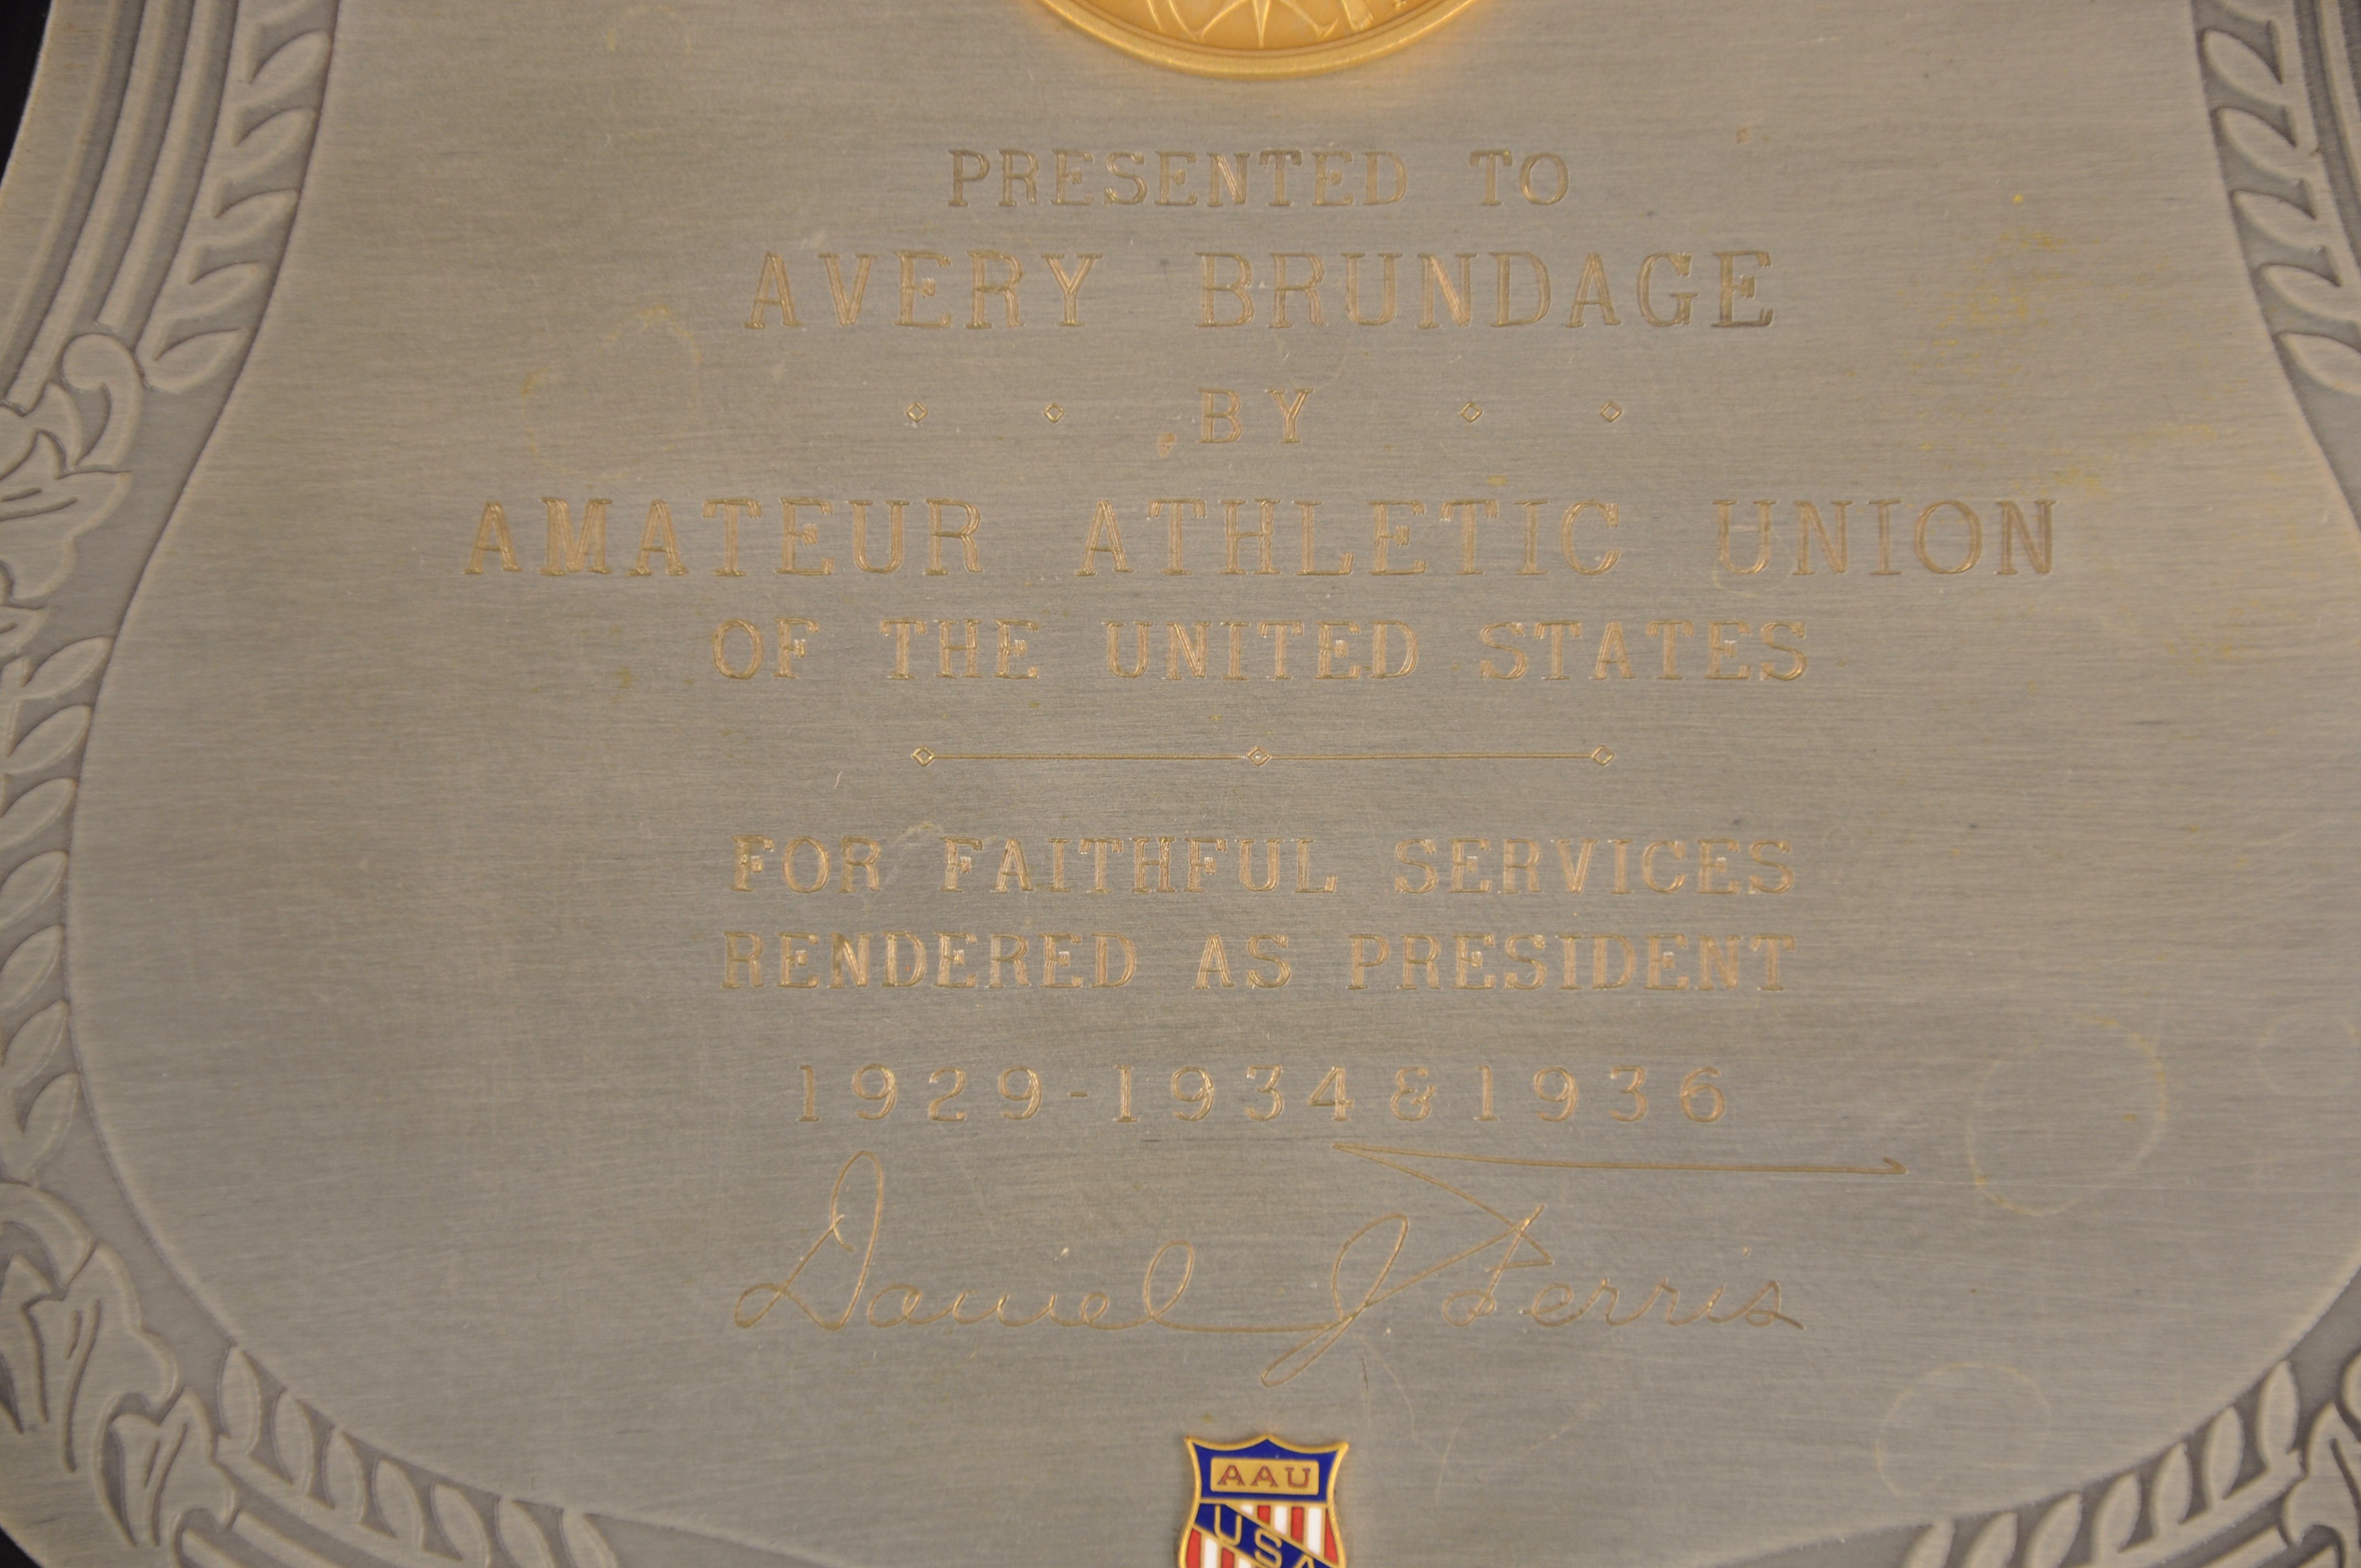 PRESENTED TO
AVERY BRUNDAGE
BY
AMATEUR ATHLETIC UNION
OF THE UNITED STATES
FOR FAITHFUL SERVICES
RENDERED AS PRESIDENT
1929-1934&1936
Daniel J Ferris
AAU
USA